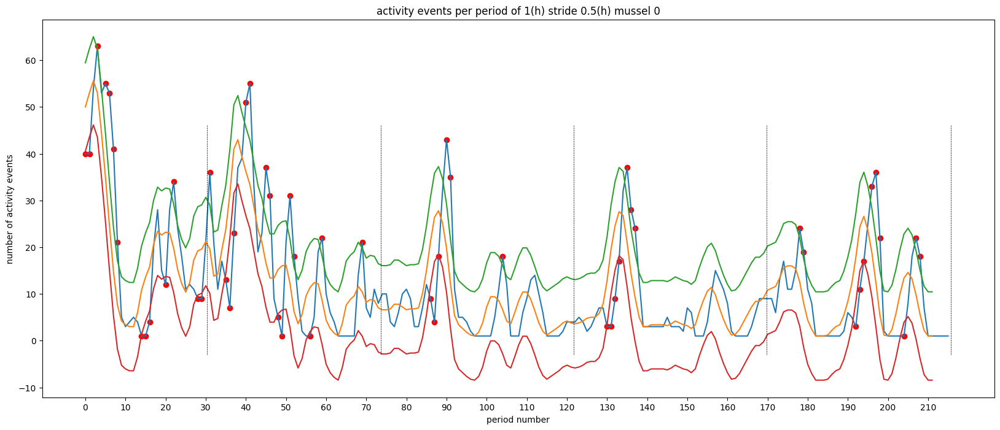 activity events per period of 1(h) stride 0.5(h) mussel 0
number of activity events
60
50
40
30
20
10
0
−10
0 10 20 30 40 50 60 70 80 90 100 110 120 130 140 150 160 170 180 190 200 210
period number